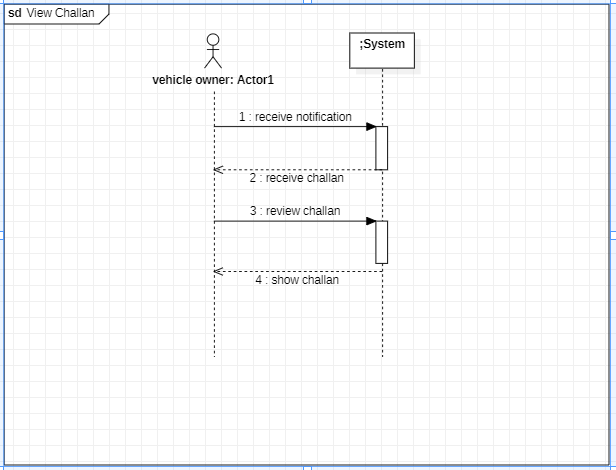 sd View Challan
;System
vehicle owner: Actor1
1 : receive notification
2 : receive challan
3 : review challan
4 : show challan